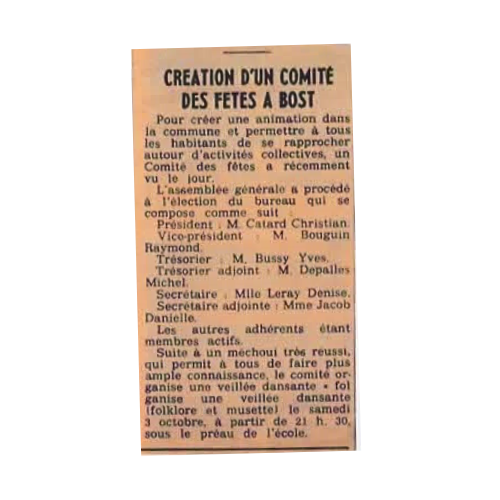 CREATION D'UN COMITÉ
DES FETES A BOST
Pour créer une animation dans
la commune et permettre à tous
les habitants de se rapprocher
autour d'activités collectives, un
Comité des fêtes a récemment
vu le jour.
L'assemblée générale a procédé
à l'élection du bureau qui se
compose comme suit :
Président : M. Catard Christian.
Vice-président : M. Bouguin
Raymond.
Trésorier : M. Bussy Yves.
Trésorier adjoint : M. Depalles
Michel.
Secrétaire : Mlle Leray Denise.
Secrétaire adjointe : Mme Jacob
Danielle.
Les autres adhérents étant
membres actifs.
Suite à un méchoui très réussi,
qui permit à tous de faire plus
ample connaissance, le comité or-
ganise une veillée dansante « fol
ganise une veillée dansante
(folklore et musette) le samedi
3 octobre, à partir de 21 h. 30,
sous le préau de l'école.